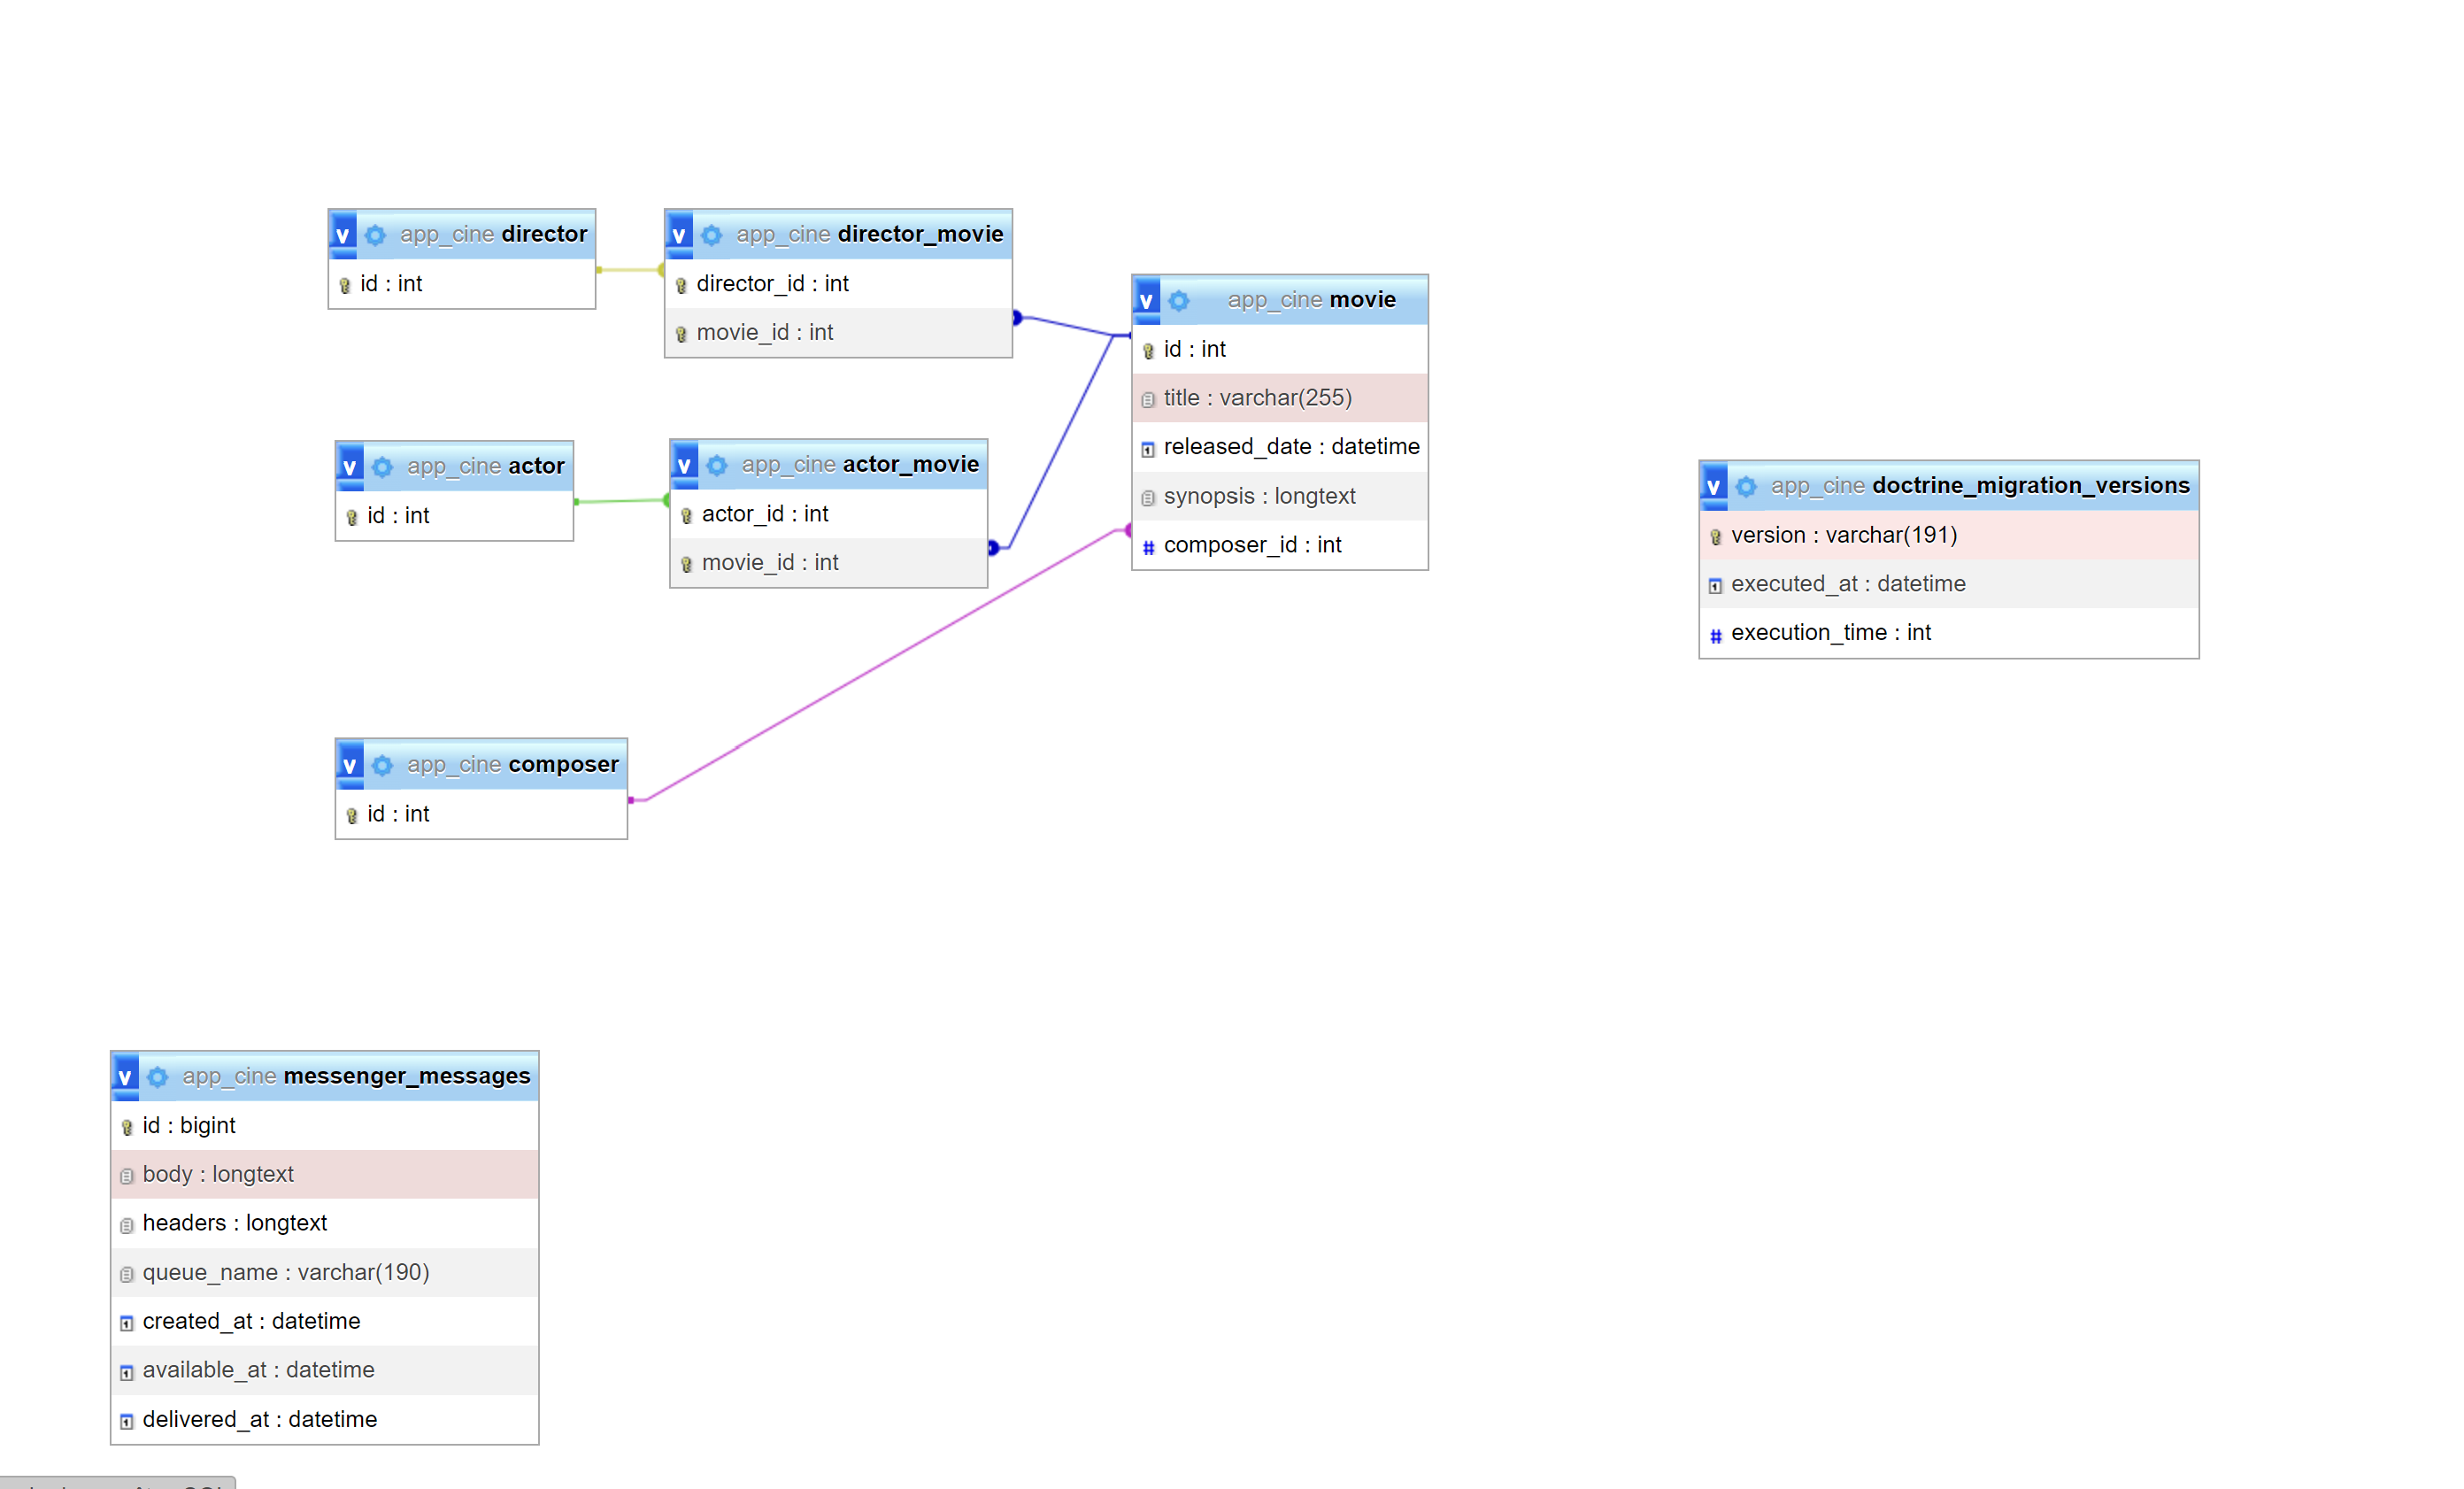 app_cine director
id : int
app_cine director_movie
director_id : int
movie_id : int
app_cine movie
id : int
title : varchar(255)
released_date : datetime
synopsis : longtext
composer_id : int
app_cine actor
id : int
app_cine actor_movie
actor_id : int
movie_id : int
app_cine doctrine_migration_versions
version : varchar(191)
executed_at : datetime
execution_time : int
app_cine composer
id : int
app_cine messenger_messages
id : bigint
body : longtext
headers : longtext
queue_name : varchar(190)
created_at : datetime
available_at : datetime
delivered_at : datetime